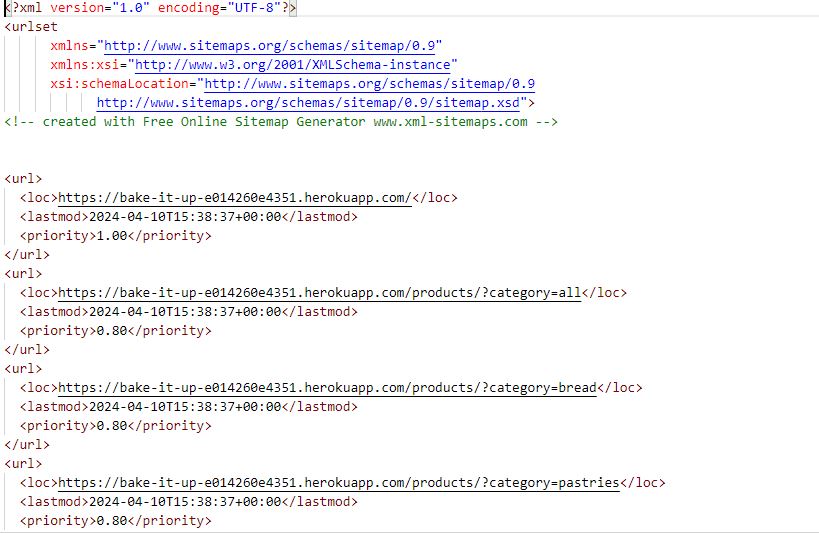 <?xml version="1.0" encoding="UTF-8"?>
<urlset
xmlns="http://www.sitemaps.org/schemas/sitemap/0.9"
xmlns:xsi="http://www.w3.org/2001/XMLSchema-instance"
xsi:schemaLocation="http://www.sitemaps.org/schemas/sitemap/0.9
http://www.sitemaps.org/schemas/sitemap/0.9/sitemap.xsd">
<!-- created with Free Online Sitemap Generator www.xml-sitemaps.com -->
<url>
<loc>https://bake-it-up-e014260e4351.herokuapp.com/</loc>
<lastmod>2024-04-10T15:38:37+00:00</lastmod>
<priority>1.00</priority>
</url>
<url>
<loc>https://bake-it-up-e014260e4351.herokuapp.com/products/?category=all</loc>
<lastmod>2024-04-10T15:38:37+00:00</lastmod>
<priority>0.80</priority>
</url>
<url>
<loc>https://bake-it-up-e014260e4351.herokuapp.com/products/?category=bread</loc>
<lastmod>2024-04-10T15:38:37+00:00</lastmod>
<priority>0.80</priority>
</url>
<url>
<loc>https://bake-it-up-e014260e4351.herokuapp.com/products/?category=pastries</loc>
<lastmod>2024-04-10T15:38:37+00:00</lastmod>
<priority>0.80</priority>